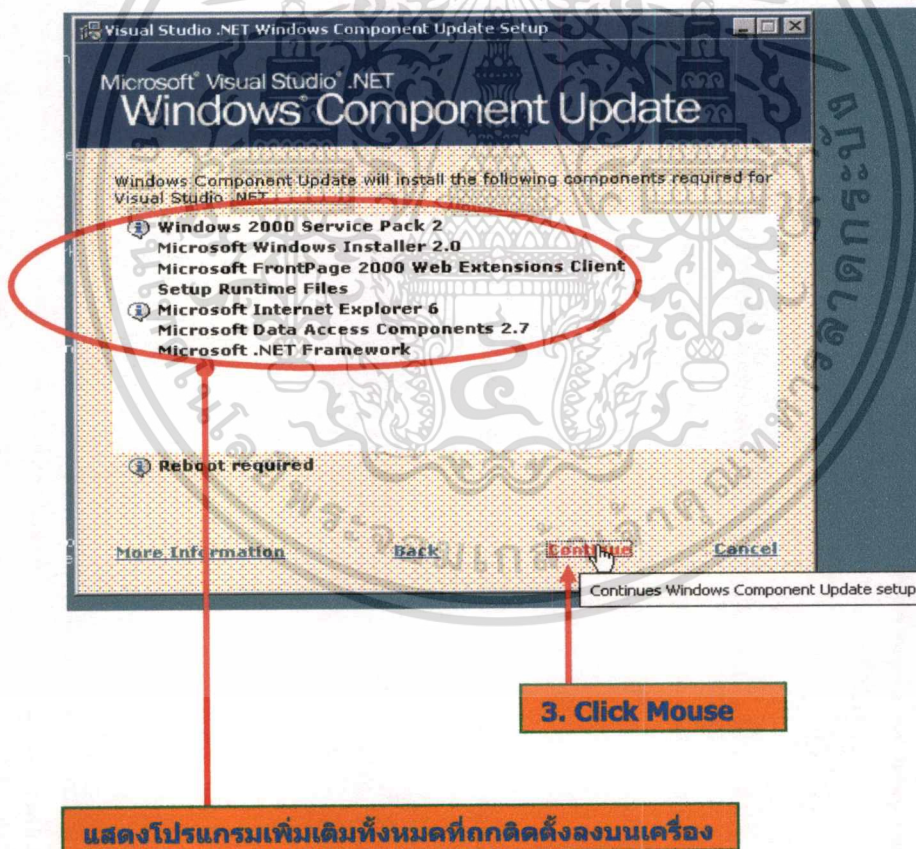 Visual Studio .NET Windows Component Update Setup
Microsoft® Visual Studio® .NET
Windows® Component Update
Windows Component Update will install the following components required for
Visual Studio .NET
Windows 2000 Service Pack 2
Microsoft Windows Installer 2.0
Microsoft FrontPage 2000 Web Extensions Client
Setup Runtime Files
Microsoft Internet Explorer 6
Microsoft Data Access Components 2.7
Microsoft .NET Framework
Reboot required
More Information
Back
Continue
Cancel
Continues Windows Component Update setup
3. Click Mouse
แสดงโปรแกรมเพิ่มเติมทั้งหมดที่ถูกติดตั้งลงบนเครื่อง